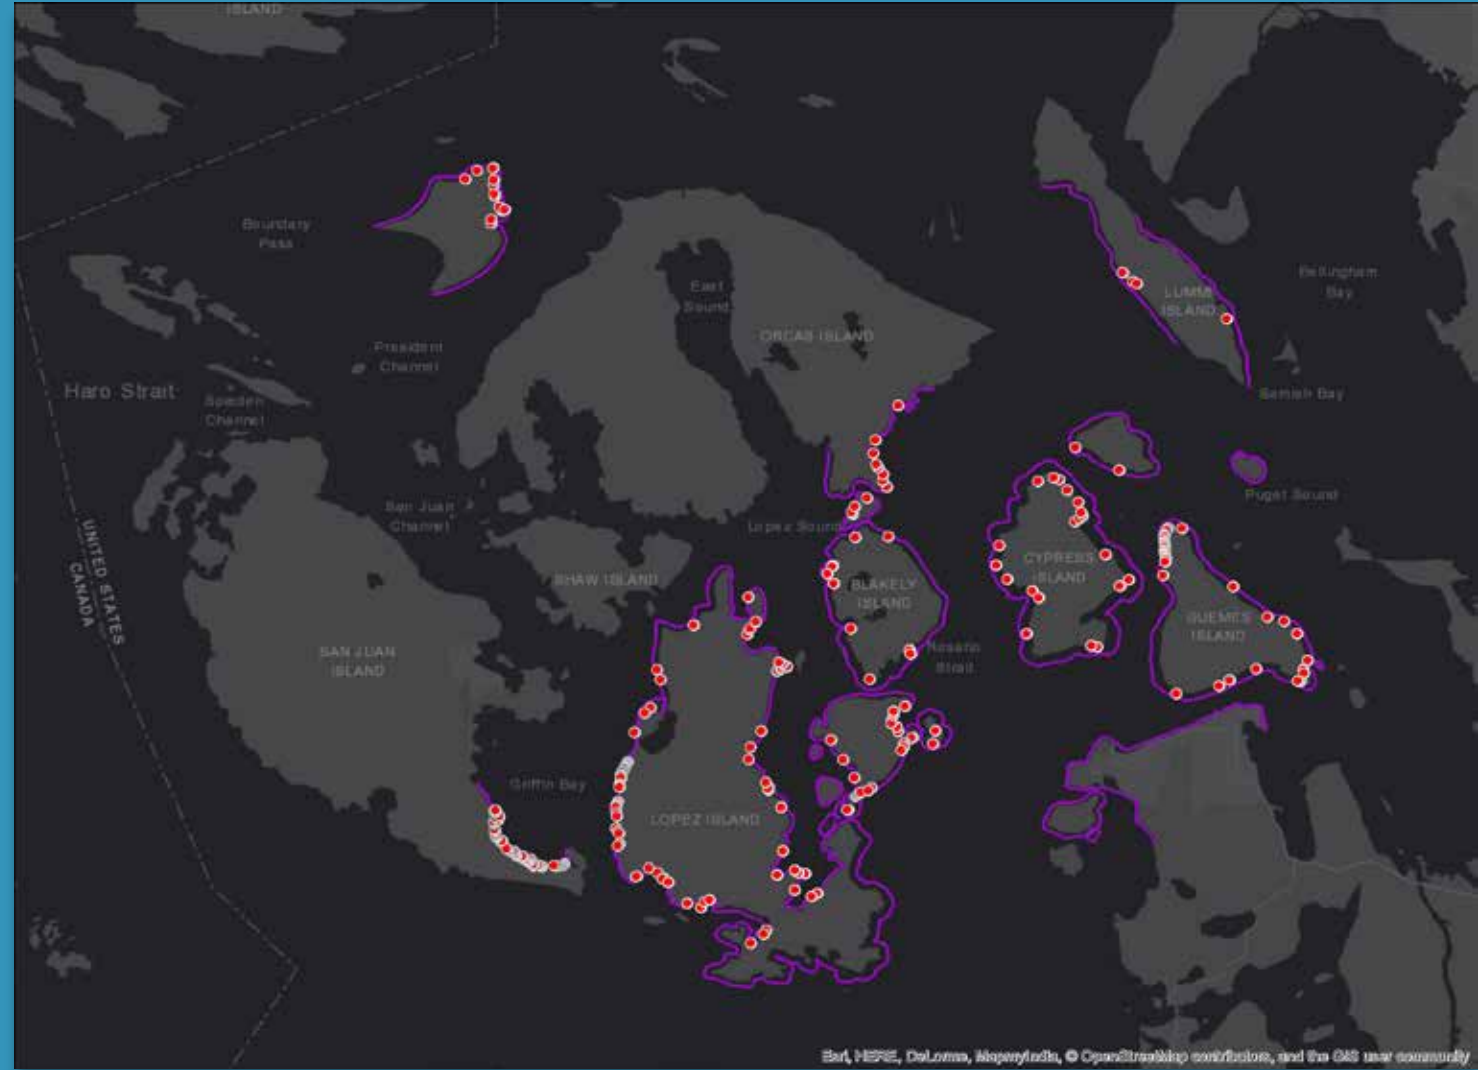 ISLAND
Boundary
Pass
East
Sound
Bellingham
Bay
LUMMI
ISLAND
ORCAS ISLAND
President
Channel
Haro Strait
Spieden
Channel
Samish Bay
Puget Sound
San Juan
Channel
Lopez Sound
UNITED STATES
CANADA
SHAW ISLAND
CYPRESS
ISLAND
BLAKELY
ISLAND
GUEMES
ISLAND
SAN JUAN
ISLAND
Rosario
Strait
Griffin Bay
LOPEZ ISLAND
Esri, HERE, DeLorme, MapmyIndia, © OpenStreetMap contributors, and the GIS user community